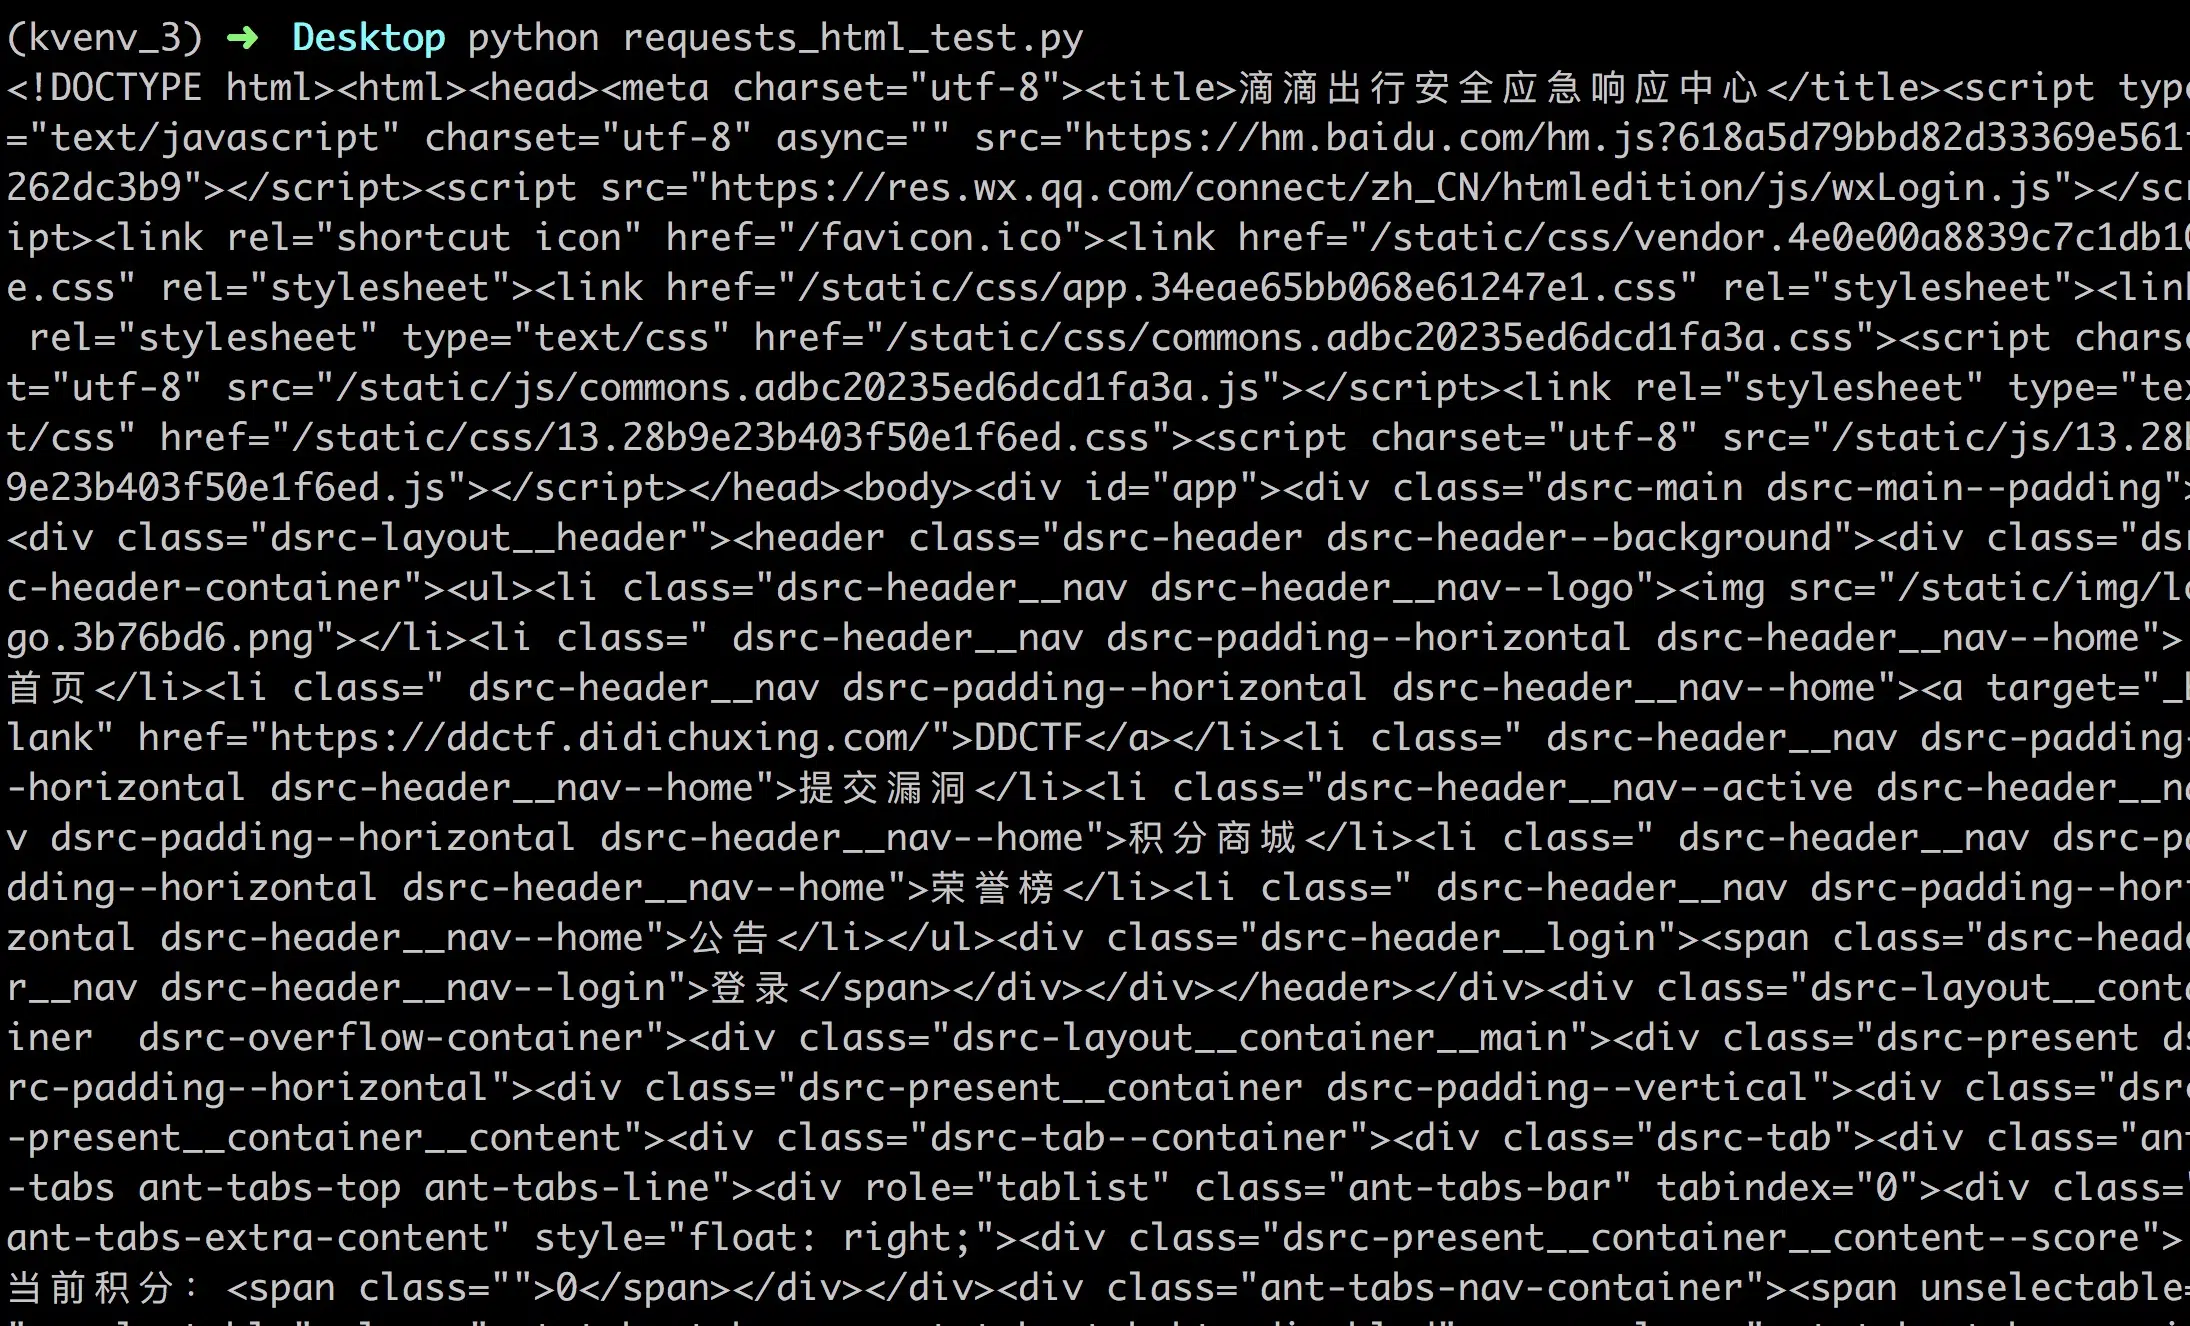 (kvenv_3) ➜ Desktop python requests_html_test.py
<!DOCTYPE html><html><head><meta charset="utf-8"><title>滴滴出行安全应急响应中心</title><script type
="text/javascript" charset="utf-8" async="" src="https://hm.baidu.com/hm.js?618a5d79bbd82d33369e561
262dc3b9"></script><script src="https://res.wx.qq.com/connect/zh_CN/htmledition/js/wxLogin.js"></scr
ipt><link rel="shortcut icon" href="/favicon.ico"><link href="/static/css/vendor.4e0e00a8839c7c1db10
e.css" rel="stylesheet"><link href="/static/css/app.34eae65bb068e61247e1.css" rel="stylesheet"><link
 rel="stylesheet" type="text/css" href="/static/css/commons.adbc20235ed6dcd1fa3a.css"><script charse
t="utf-8" src="/static/js/commons.adbc20235ed6dcd1fa3a.js"></script><link rel="stylesheet" type="tex
t/css" href="/static/css/13.28b9e23b403f50e1f6ed.css"><script charset="utf-8" src="/static/js/13.28b
9e23b403f50e1f6ed.js"></script></head><body><div id="app"><div class="dsrc-main dsrc-main--padding">
<div class="dsrc-layout__header"><header class="dsrc-header dsrc-header--background"><div class="dsr
c-header-container"><ul><li class="dsrc-header__nav dsrc-header__nav--logo"><img src="/static/img/lo
go.3b76bd6.png"></li><li class=" dsrc-header__nav dsrc-padding--horizontal dsrc-header__nav--home">
首页</li><li class=" dsrc-header__nav dsrc-padding--horizontal dsrc-header__nav--home"><a target="_b
lank" href="https://ddctf.didichuxing.com/">DDCTF</a></li><li class=" dsrc-header__nav dsrc-padding-
-horizontal dsrc-header__nav--home">提交漏洞</li><li class="dsrc-header__nav--active dsrc-header__na
v dsrc-padding--horizontal dsrc-header__nav--home">积分商城</li><li class=" dsrc-header__nav dsrc-pa
dding--horizontal dsrc-header__nav--home">荣誉榜</li><li class=" dsrc-header__nav dsrc-padding--hori
zontal dsrc-header__nav--home">公告</li></ul><div class="dsrc-header__login"><span class="dsrc-heade
r__nav dsrc-header__nav--login">登录</span></div></div></header></div><div class="dsrc-layout__conta
iner  dsrc-overflow-container"><div class="dsrc-layout__container__main"><div class="dsrc-present ds
rc-padding--horizontal"><div class="dsrc-present__container dsrc-padding--vertical"><div class="dsrc
-present__container__content"><div class="dsrc-tab--container"><div class="dsrc-tab"><div class="ant
-tabs ant-tabs-top ant-tabs-line"><div role="tablist" class="ant-tabs-bar" tabindex="0"><div class="
ant-tabs-extra-content" style="float: right;"><div class="dsrc-present__container__content--score">
当前积分：<span class="">0</span></div></div><div class="ant-tabs-nav-container"><span unselectable=